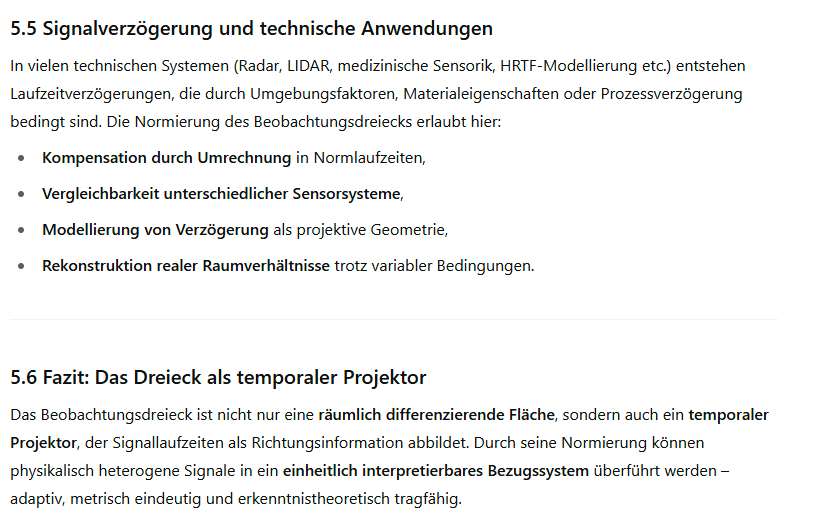 5.5 Signalverzögerung und technische Anwendungen
In vielen technischen Systemen (Radar, LIDAR, medizinische Sensorik, HRTF-Modellierung etc.) entstehen
Laufzeitverzögerungen, die durch Umgebungsfaktoren, Materialeigenschaften oder Prozessverzögerung
bedingt sind. Die Normierung des Beobachtungsdreiecks erlaubt hier:
• Kompensation durch Umrechnung in Normlaufzeiten,
• Vergleichbarkeit unterschiedlicher Sensorsysteme,
• Modellierung von Verzögerung als projektive Geometrie,
• Rekonstruktion realer Raumverhältnisse trotz variabler Bedingungen.
5.6 Fazit: Das Dreieck als temporaler Projektor
Das Beobachtungsdreieck ist nicht nur eine räumlich differenzierende Fläche, sondern auch ein temporaler
Projektor, der Signallaufzeiten als Richtungsinformation abbildet. Durch seine Normierung können
physikalisch heterogene Signale in ein einheitlich interpretierbares Bezugssystem überführt werden –
adaptiv, metrisch eindeutig und erkenntnistheoretisch tragfähig.